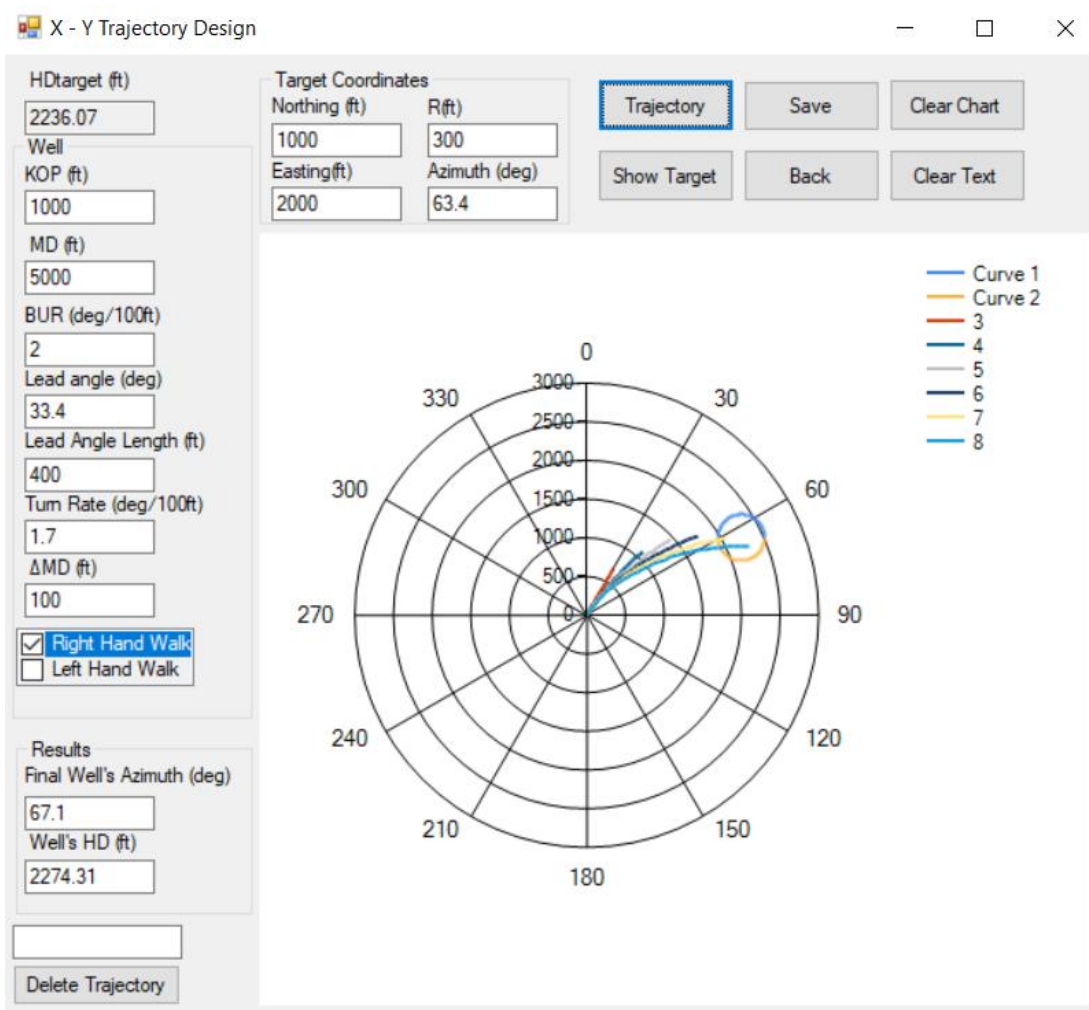 X - Y Trajectory Design
HDtarget (ft)
2236.07
Well
KOP (ft)
1000
MD (ft)
5000
BUR (deg/100ft)
2
Lead angle (deg)
33.4
Lead Angle Length (ft)
400
Turn Rate (deg/100ft)
1.7
ΔMD (ft)
100
Right Hand Walk
Left Hand Walk
Results
Final Well's Azimuth (deg)
67.1
Well's HD (ft)
2274.31
Delete Trajectory
Target Coordinates
Northing (ft)
R(ft)
1000
300
Easting(ft)
Azimuth (deg)
2000
63.4
Trajectory
Save
Clear Chart
Show Target
Back
Clear Text
Curve 1
Curve 2
3
4
5
6
7
8
0
30
60
90
120
150
180
210
240
270
300
330
3000
2500
2000
1500
1000
500
0